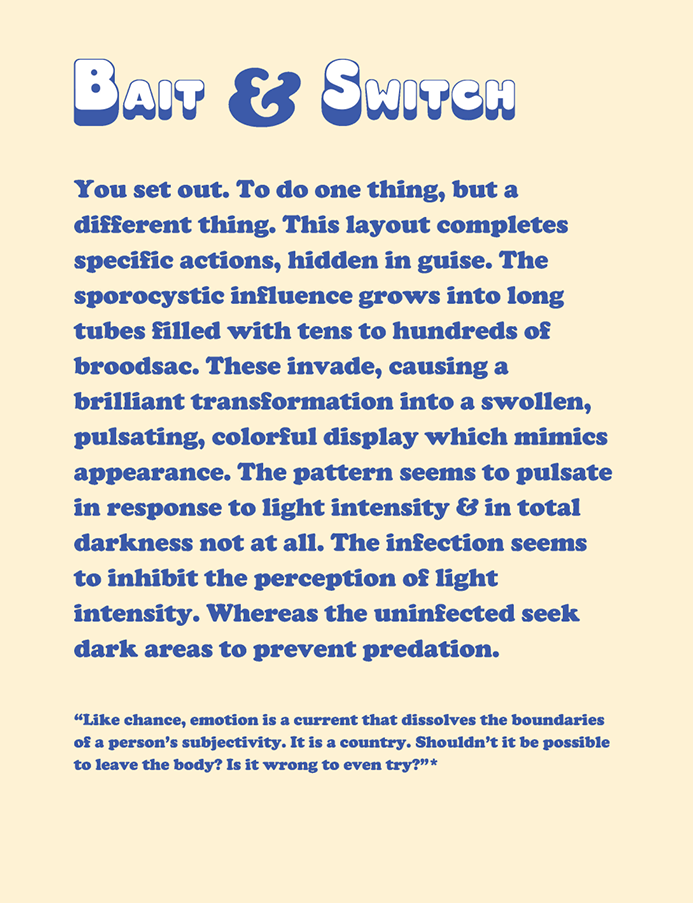 Bait & Switch
You set out. To do one thing, but a
different thing. This layout completes
specific actions, hidden in guise. The
sporocystic influence grows into long
tubes filled with tens to hundreds of
broodsac. These invade, causing a
brilliant transformation into a swollen,
pulsating, colorful display which mimics
appearance. The pattern seems to pulsate
in response to light intensity & in total
darkness not at all. The infection seems
to inhibit the perception of light
intensity. Whereas the uninfected seek
dark areas to prevent predation.
“Like chance, emotion is a current that dissolves the boundaries
of a person’s subjectivity. It is a country. Shouldn’t it be possible
to leave the body? Is it wrong to even try?”*